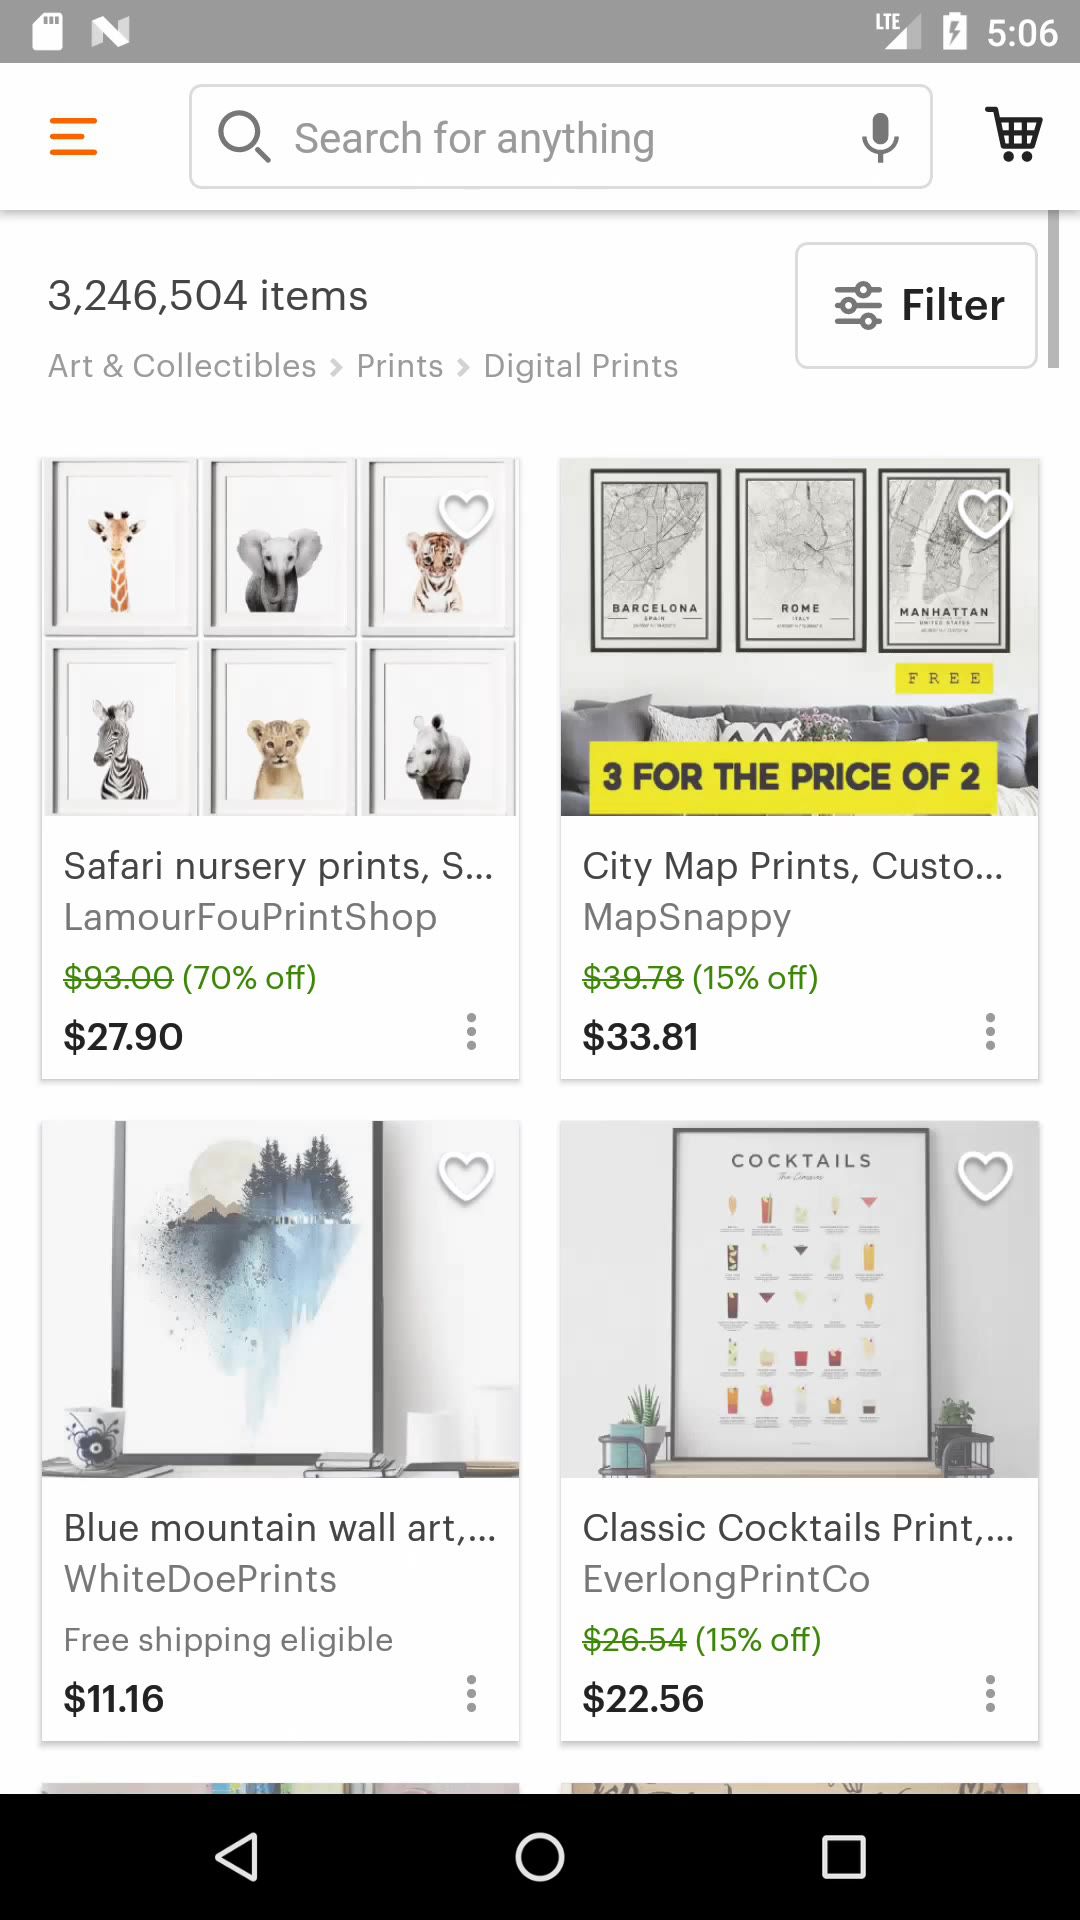 LTE 5:06
Search for anything
3,246,504 items
Filter
Art & Collectibles > Prints > Digital Prints
BARCELONA
SPAIN
ROME
ITALY
MANHATTAN
UNITED STATES
FREE
3 FOR THE PRICE OF 2
Safari nursery prints, S...
LamourFouPrintShop
$93.00 (70% off)
$27.90
City Map Prints, Custo...
MapSnappy
$39.78 (15% off)
$33.81
COCKTAILS
The Classics
Blue mountain wall art,...
WhiteDoePrints
Free shipping eligible
$11.16
Classic Cocktails Print,...
EverlongPrintCo
$26.54 (15% off)
$22.56